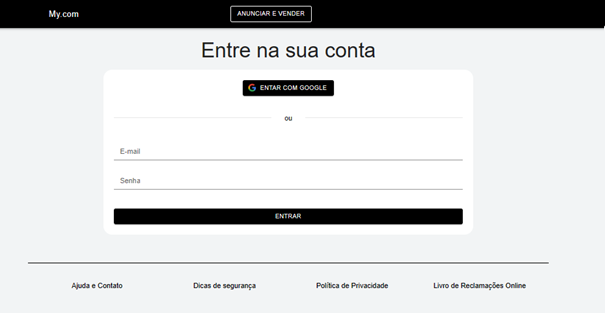 My.com
ANUNCIAR E VENDER
Entre na sua conta
ENTAR COM GOOGLE
ou
E-mail
Senha
ENTRAR
Ajuda e Contato Dicas de segurança Política de Privacidade Livro de Reclamações Online